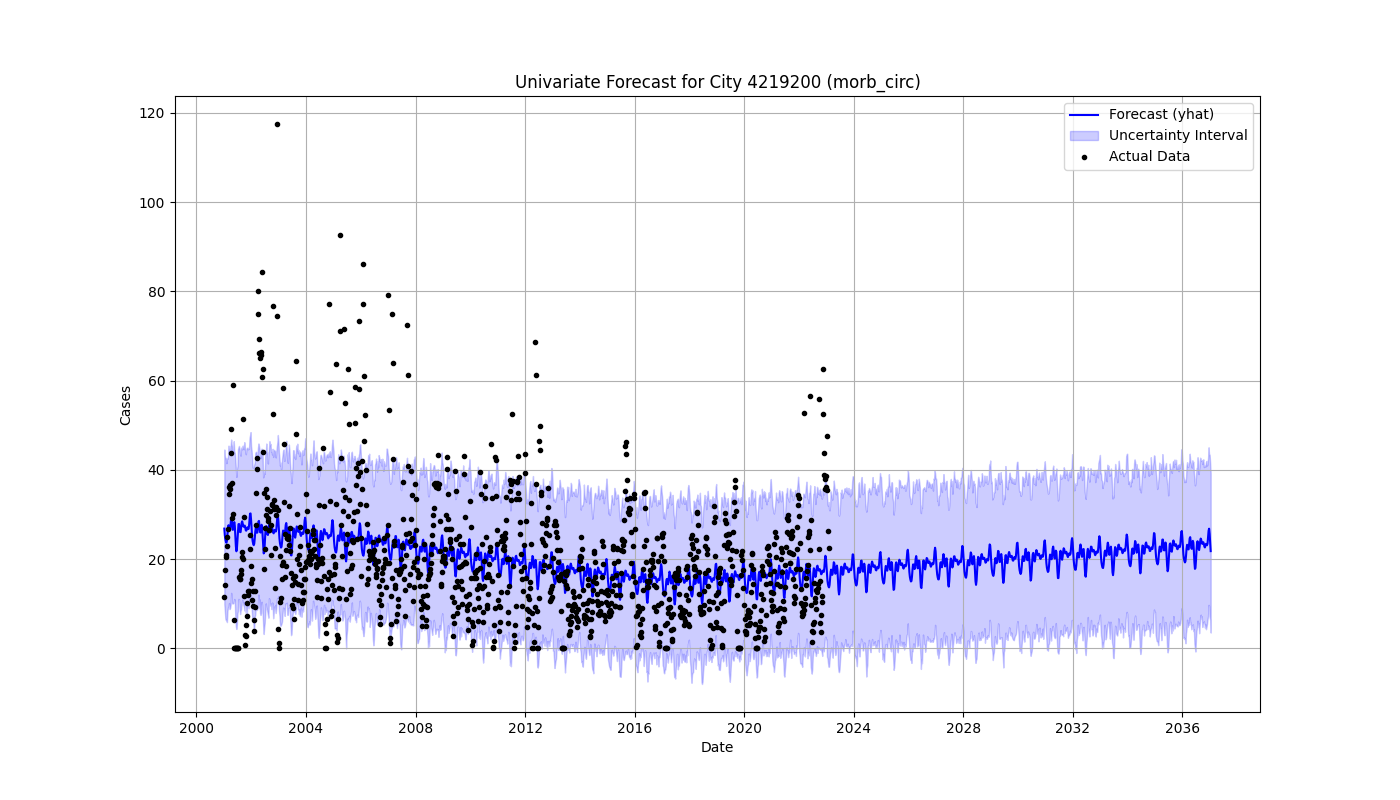 Univariate Forecast for City 4219200 (morb_circ)
Forecast (yhat)
Uncertainty Interval
Actual Data
120
100
80
60
40
20
0
Cases
2000 2004 2008 2012 2016 2020 2024 2028 2032 2036
Date